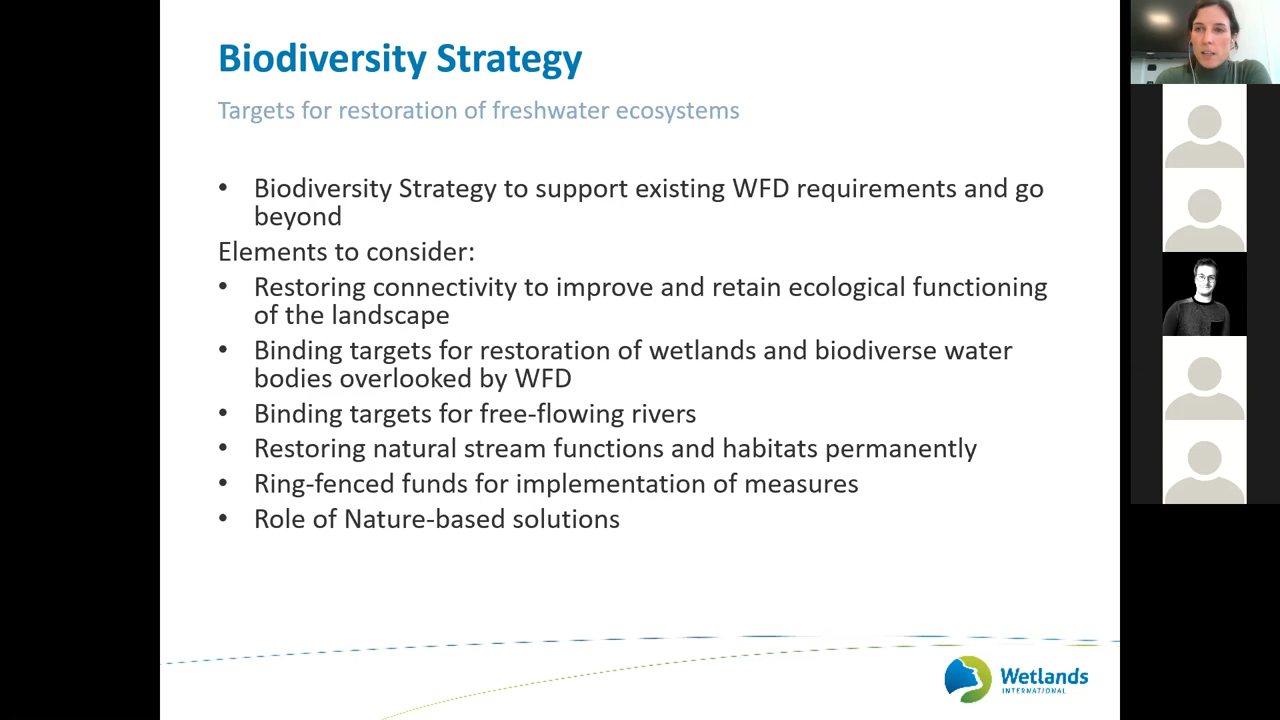 Biodiversity Strategy
Targets for restoration of freshwater ecosystems
• Biodiversity Strategy to support existing WFD requirements and go
beyond
Elements to consider:
• Restoring connectivity to improve and retain ecological functioning
of the landscape
• Binding targets for restoration of wetlands and biodiverse water
bodies overlooked by WFD
• Binding targets for free-flowing rivers
• Restoring natural stream functions and habitats permanently
• Ring-fenced funds for implementation of measures
• Role of Nature-based solutions
Wetlands
INTERNATIONAL